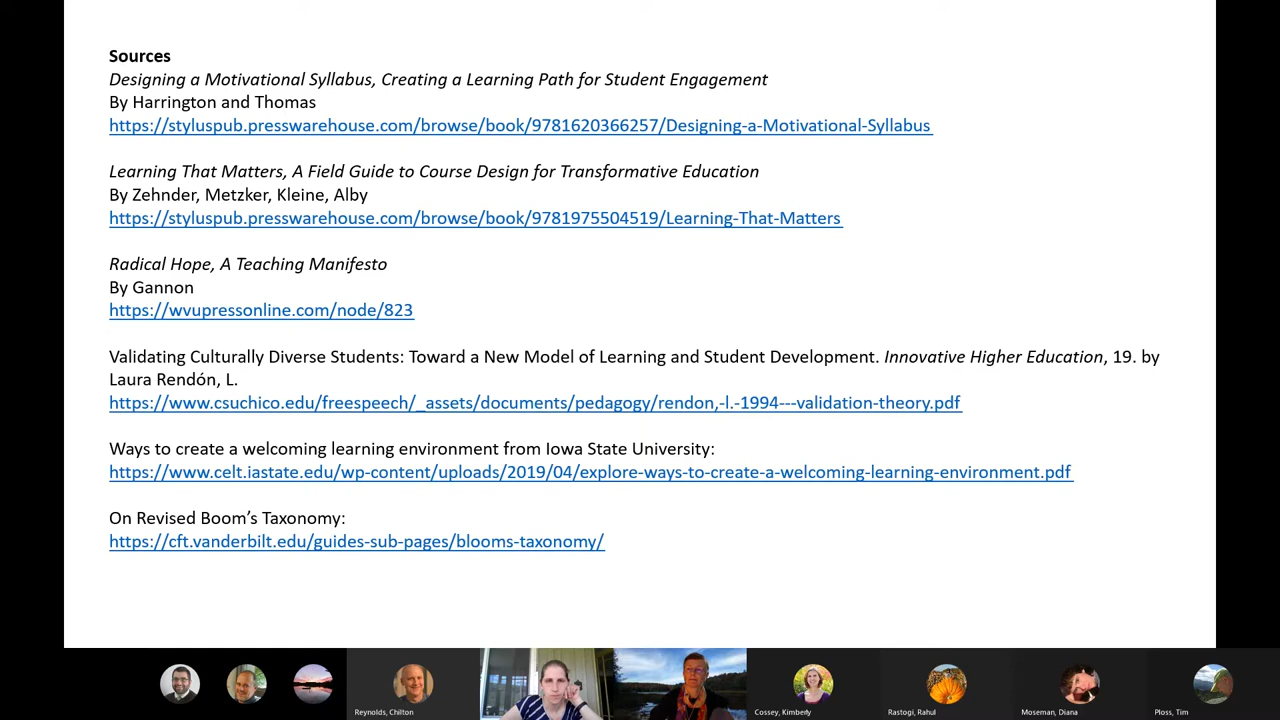 Sources
Designing a Motivational Syllabus, Creating a Learning Path for Student Engagement
By Harrington and Thomas
https://styluspub.presswarehouse.com/browse/book/9781620366257/Designing-a-Motivational-Syllabus
Learning That Matters, A Field Guide to Course Design for Transformative Education
By Zehnder, Metzker, Kleine, Alby
https://styluspub.presswarehouse.com/browse/book/9781975504519/Learning-That-Matters
Radical Hope, A Teaching Manifesto
By Gannon
https://wvupressonline.com/node/823
Validating Culturally Diverse Students: Toward a New Model of Learning and Student Development. Innovative Higher Education, 19. by
Laura Rendón, L.
https://www.csuchico.edu/freespeech/_assets/documents/pedagogy/rendon,-l.-1994---validation-theory.pdf
Ways to create a welcoming learning environment from Iowa State University:
https://www.celt.iastate.edu/wp-content/uploads/2019/04/explore-ways-to-create-a-welcoming-learning-environment.pdf
On Revised Boom's Taxonomy:
https://cft.vanderbilt.edu/guides-sub-pages/blooms-taxonomy/
Reynolds, Chilton
Cossey, Kimberly
Rastogi, Rahul
Moseman, Diana
Ploss, Tim